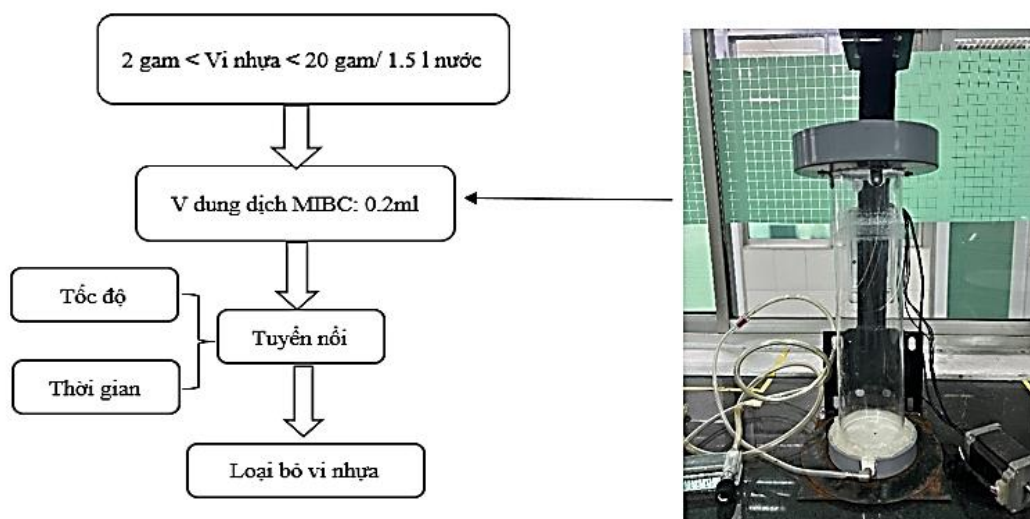 2 gam < Vi nhựa < 20 gam/ 1.5 l nước
V dung dịch MIBC: 0.2ml
Tốc độ
Tuyển nổi
Thời gian
Loại bỏ vi nhựa